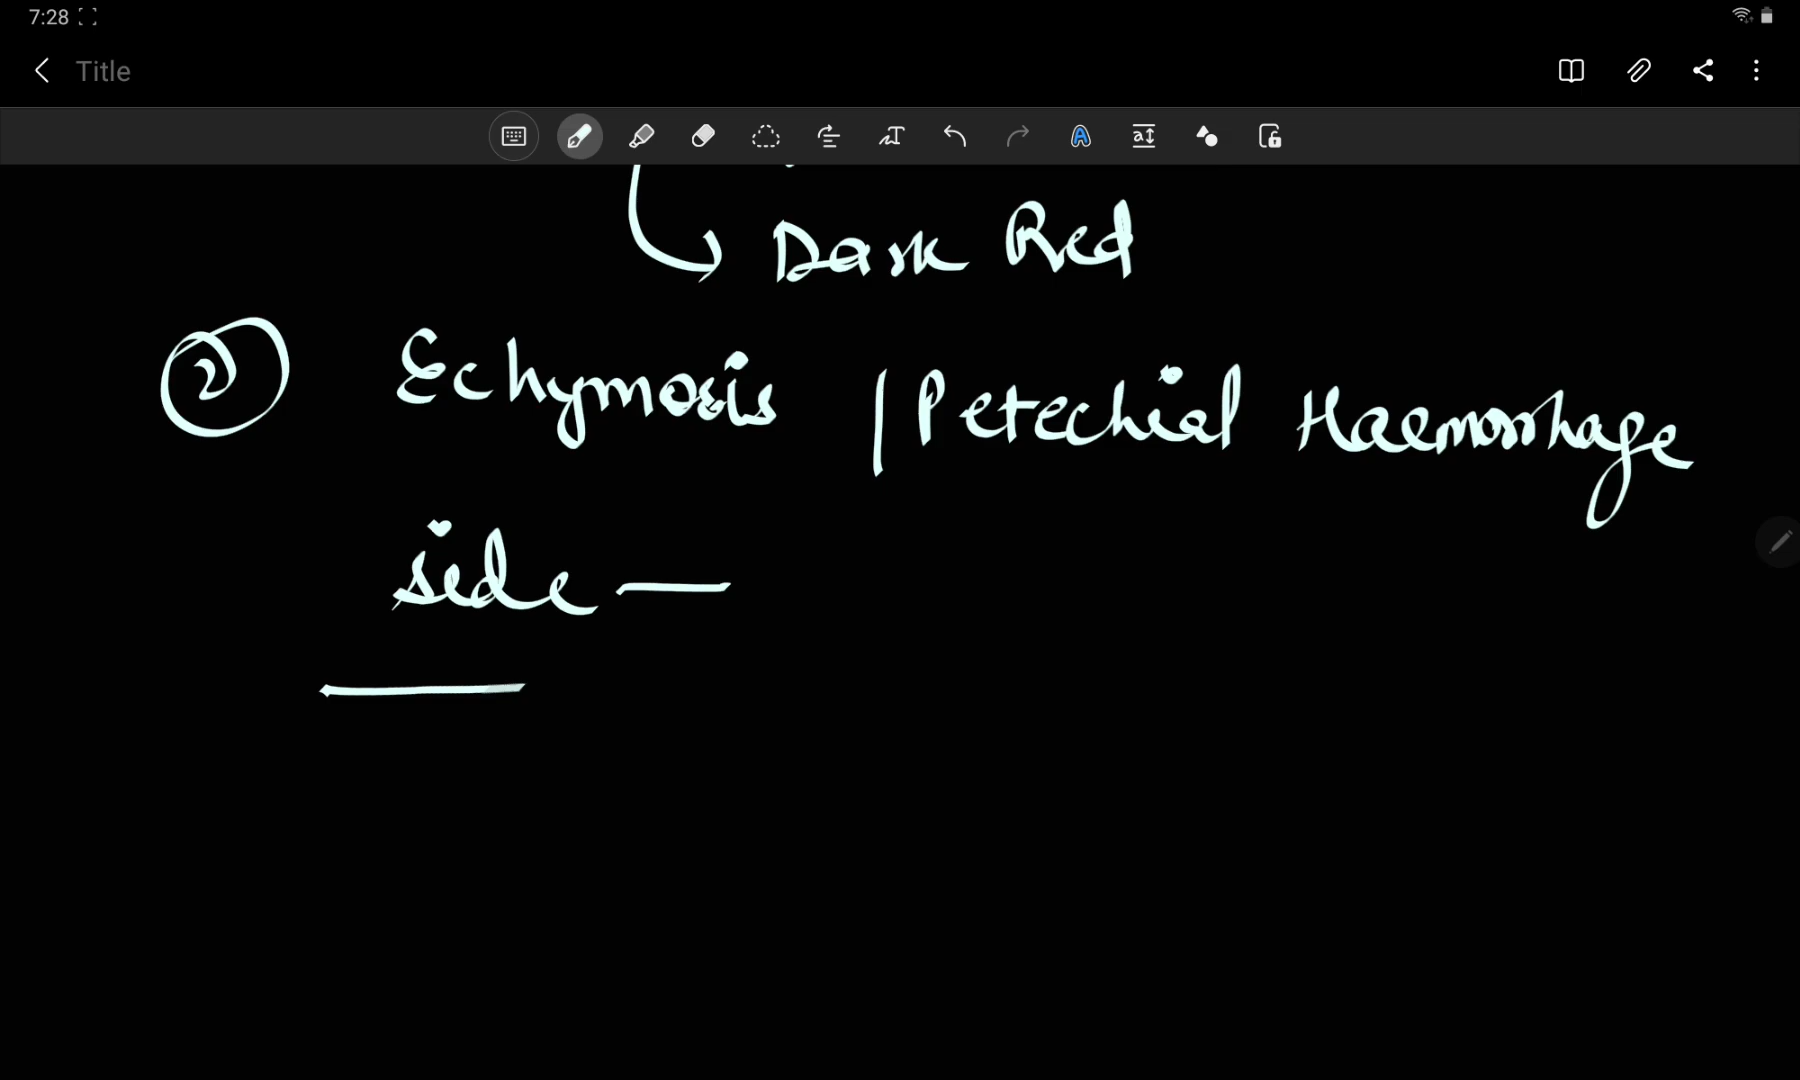 7:28
Title
Dark Red
2 Echymosis / Petechial Haemorrhage
side —